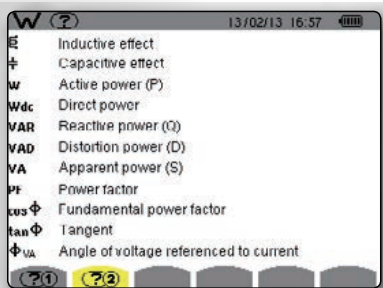 W (?) 13/02/13 16:57
Inductive effect
Capacitive effect
W Active power (P)
Wdc Direct power
VAR Reactive power (Q)
VAD Distortion power (D)
VA Apparent power (S)
PF Power factor
cosΦ Fundamental power factor
tanΦ Tangent
ΦVA Angle of voltage referenced to current
(?1) (?2)